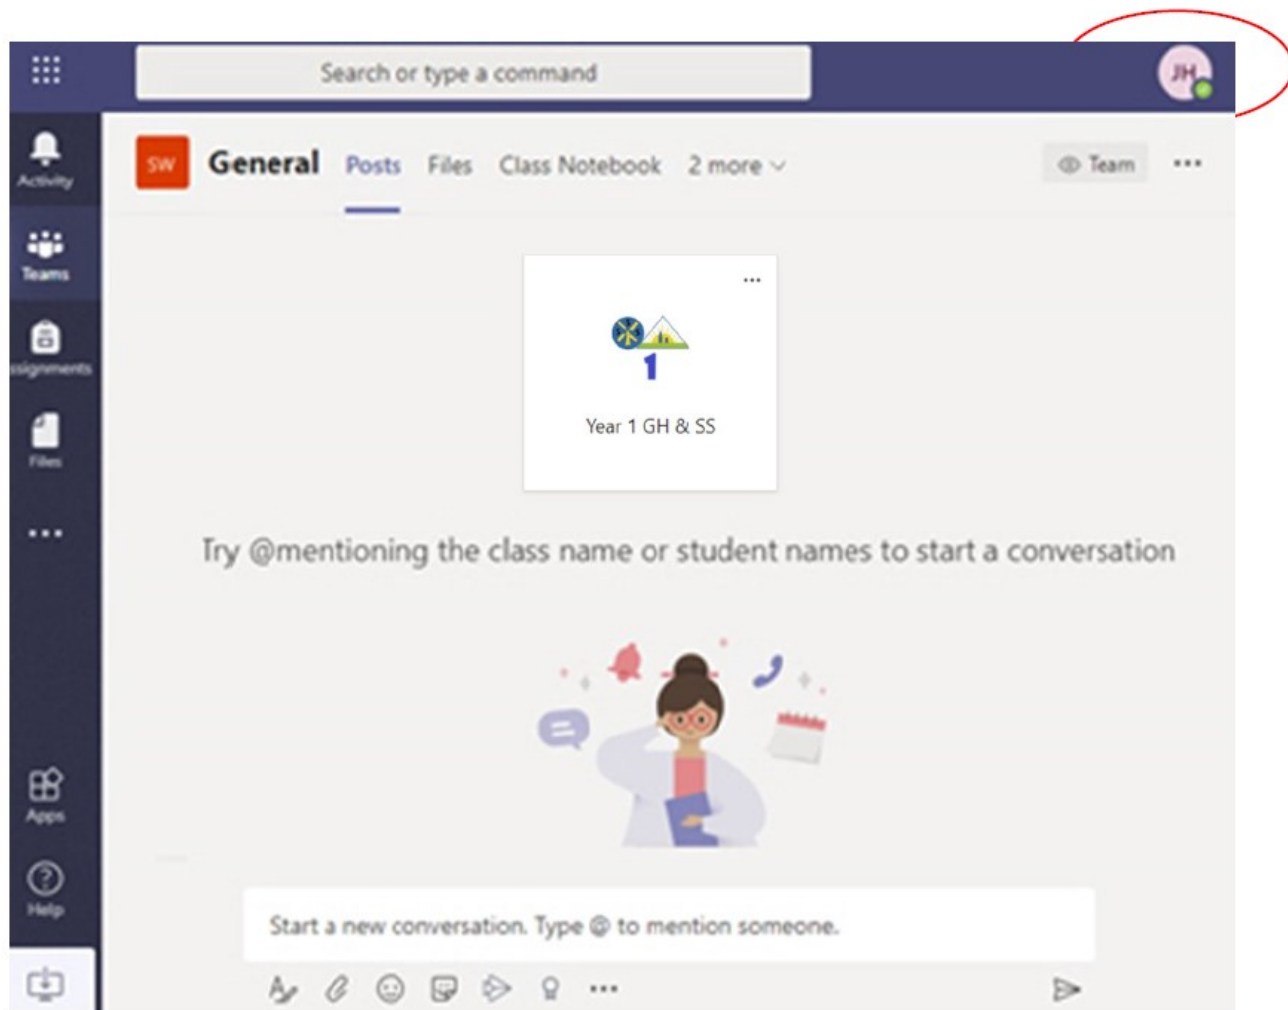 Search or type a command
JH
Activity
SW General Posts Files Class Notebook 2 more
Team ...
Teams
ssignments
Files
...
1
Year 1 GH & SS
Try @mentioning the class name or student names to start a conversation
Apps
Help
Start a new conversation. Type @ to mention someone.